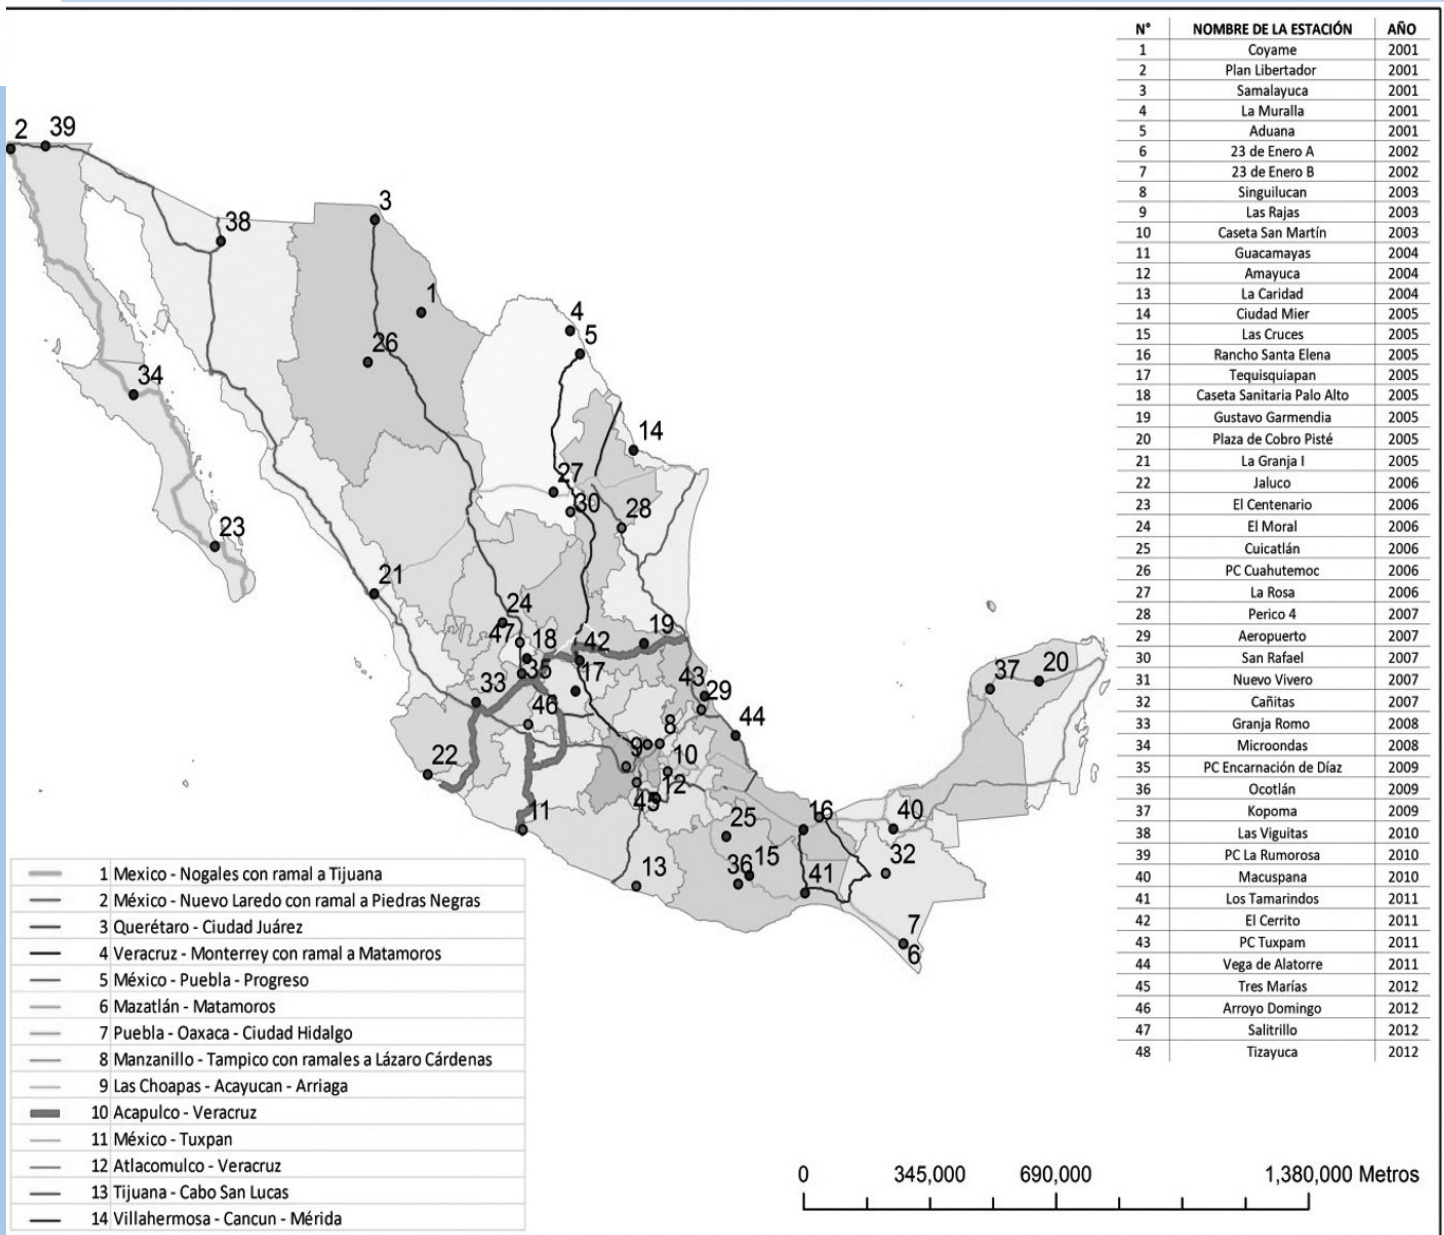 N° NOMBRE DE LA ESTACIÓN AÑO
1 Coyame 2001
2 Plan Libertador 2001
3 Samalayuca 2001
4 La Muralla 2001
5 Aduana 2001
6 23 de Enero A 2002
7 23 de Enero B 2002
8 Singuilucan 2003
9 Las Rajas 2003
10 Caseta San Martín 2003
11 Guacamayas 2004
12 Amayuca 2004
13 La Caridad 2004
14 Ciudad Mier 2005
15 Las Cruces 2005
16 Rancho Santa Elena 2005
17 Tequisquiapan 2005
18 Caseta Sanitaria Palo Alto 2005
19 Gustavo Garmendia 2005
20 Plaza de Cobro Pisté 2005
21 La Granja I 2005
22 Jaluco 2006
23 El Centenario 2006
24 El Moral 2006
25 Cuicatlán 2006
26 PC Cuahutemoc 2006
27 La Rosa 2006
28 Perico 4 2007
29 Aeropuerto 2007
30 San Rafael 2007
31 Nuevo Vivero 2007
32 Cañitas 2007
33 Granja Romo 2008
34 Microondas 2008
35 PC Encarnación de Díaz 2009
36 Ocotlán 2009
37 Kopoma 2009
38 Las Viguitas 2010
39 PC La Rumorosa 2010
40 Macuspana 2010
41 Los Tamarindos 2011
42 El Cerrito 2011
43 PC Tuxpam 2011
44 Vega de Alatorre 2011
45 Tres Marías 2012
46 Arroyo Domingo 2012
47 Salitrillo 2012
48 Tizayuca 2012
2 39
3
38
1
4
5
26
34
14
27
30
28
23
21
24
47 18 42 19
35 17
37 20
33
43
29
46
44
8
9
10
22
12
45
11
16 40
25
32
13
36 15
41
7
6
1 Mexico - Nogales con ramal a Tijuana
2 México - Nuevo Laredo con ramal a Piedras Negras
3 Querétaro - Ciudad Juárez
4 Veracruz - Monterrey con ramal a Matamoros
5 México - Puebla - Progreso
6 Mazatlán - Matamoros
7 Puebla - Oaxaca - Ciudad Hidalgo
8 Manzanillo - Tampico con ramales a Lázaro Cárdenas
9 Las Choapas - Acayucan - Arriaga
10 Acapulco - Veracruz
11 México - Tuxpan
12 Atlacomulco - Veracruz
13 Tijuana - Cabo San Lucas
14 Villahermosa - Cancun - Mérida
0 345,000 690,000 1,380,000 Metros